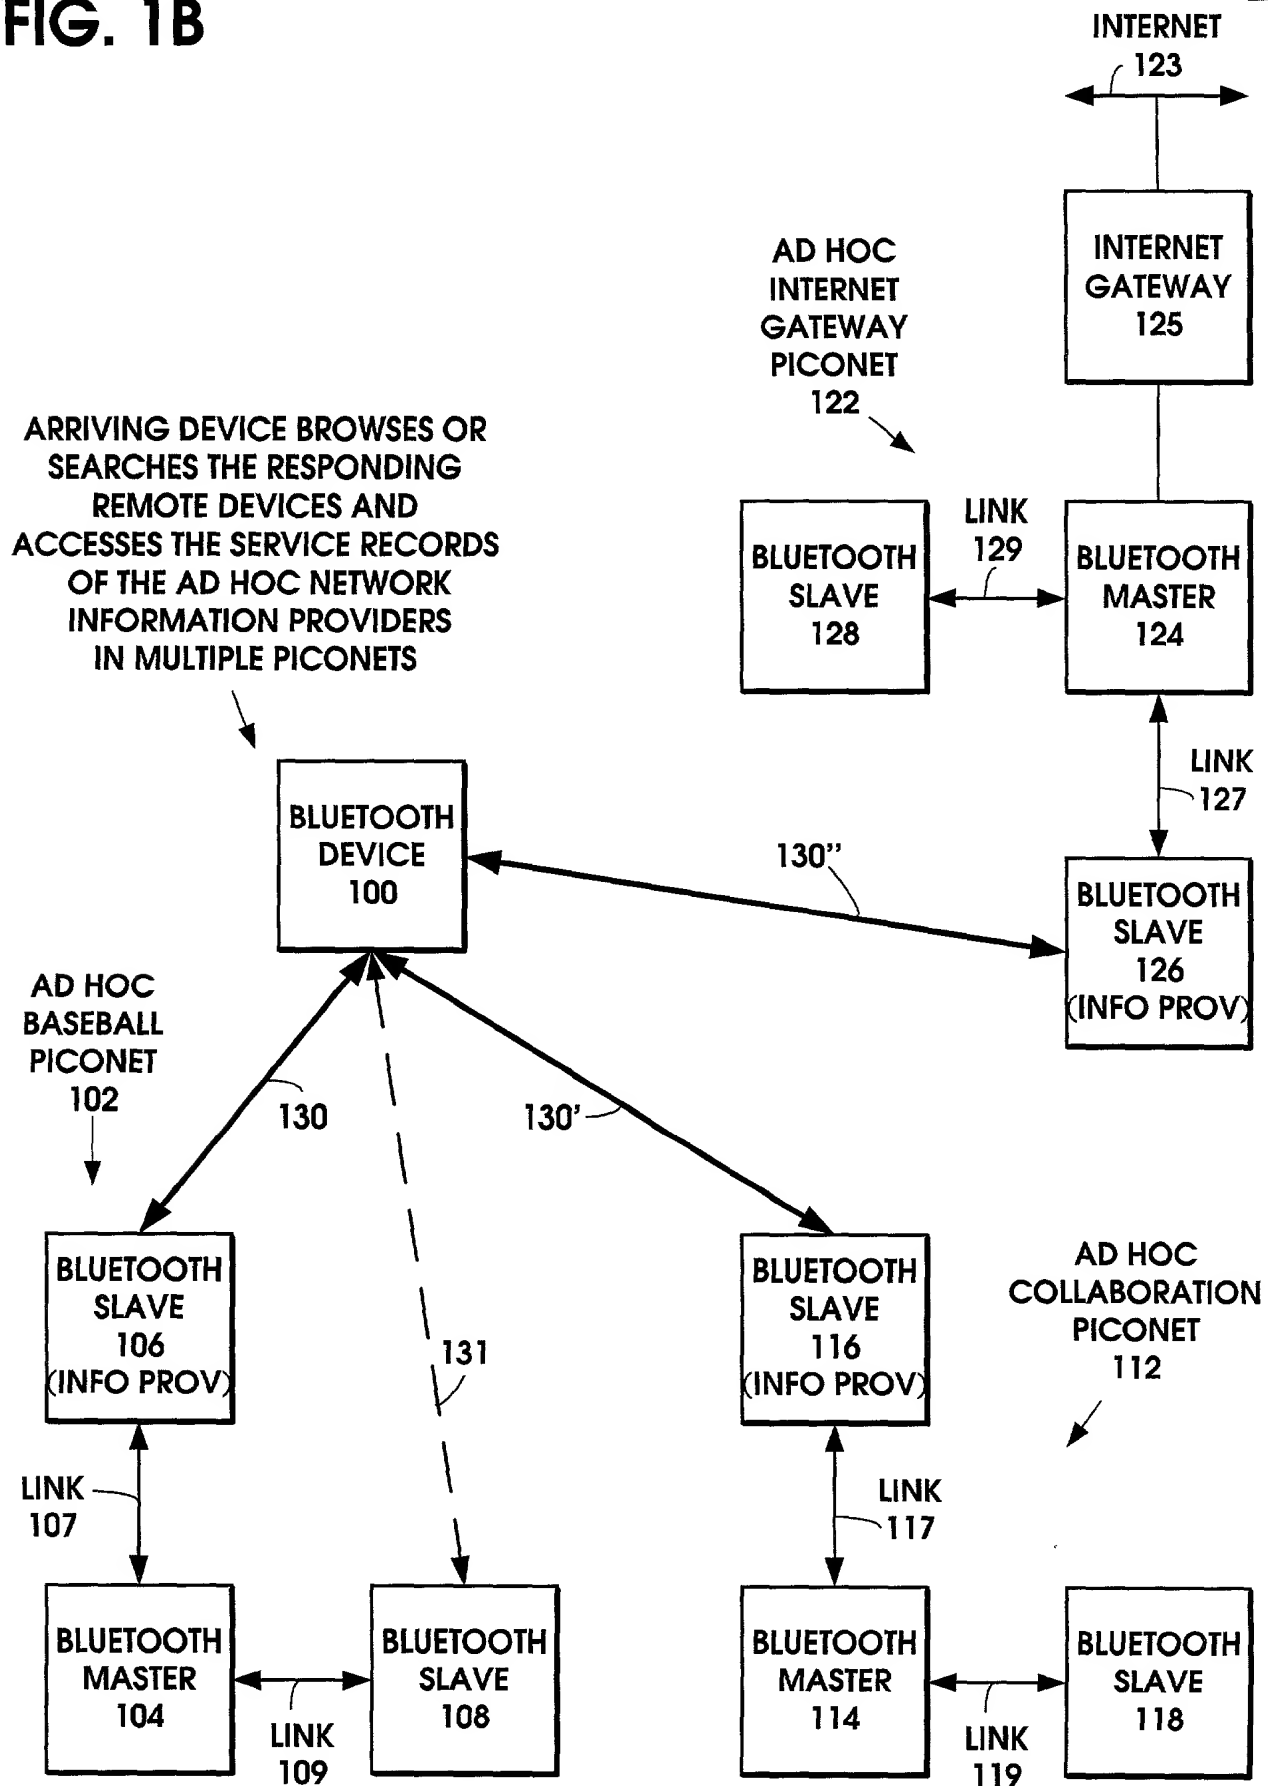 FIG. 1B
INTERNET
123
INTERNET
GATEWAY
125
AD HOC
INTERNET
GATEWAY
PICONET
122
ARRIVING DEVICE BROWSES OR
SEARCHES THE RESPONDING
REMOTE DEVICES AND
ACCESSES THE SERVICE RECORDS
OF THE AD HOC NETWORK
INFORMATION PROVIDERS
IN MULTIPLE PICONETS
BLUETOOTH
SLAVE
128
LINK
129
BLUETOOTH
MASTER
124
LINK
127
BLUETOOTH
DEVICE
100
130''
BLUETOOTH
SLAVE
126
(INFO PROV)
AD HOC
BASEBALL
PICONET
102
130
130'
131
BLUETOOTH
SLAVE
106
(INFO PROV)
BLUETOOTH
SLAVE
116
(INFO PROV)
AD HOC
COLLABORATION
PICONET
112
LINK
107
LINK
117
BLUETOOTH
MASTER
104
LINK
109
BLUETOOTH
SLAVE
108
BLUETOOTH
MASTER
114
LINK
119
BLUETOOTH
SLAVE
118